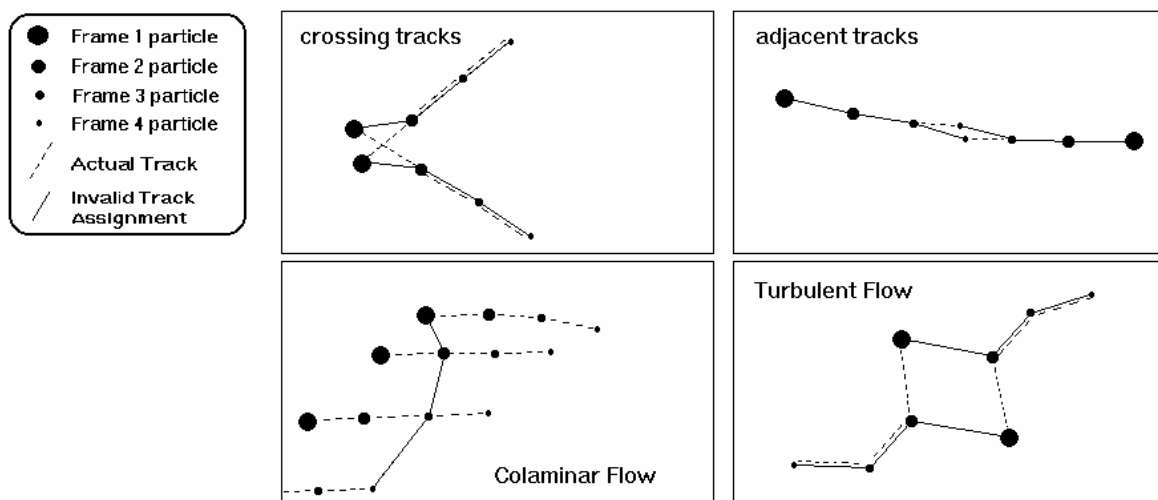 Frame 1 particle
Frame 2 particle
Frame 3 particle
Frame 4 particle
Actual Track
Invalid Track
Assignment
crossing tracks
adjacent tracks
Colaminar Flow
Turbulent Flow